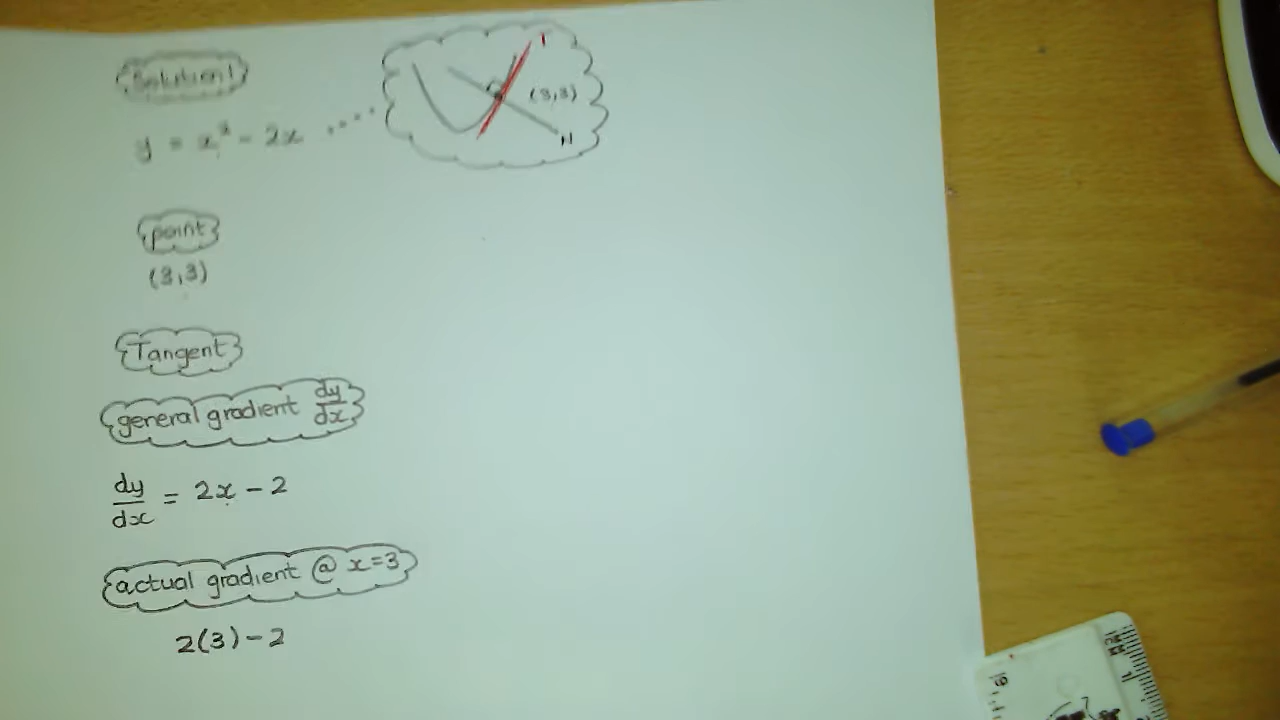 Solution!
y = x² - 2x
T
(3,3)
N
point
(3,3)
Tangent
general gradient dy/dx
dy/dx = 2x - 2
actual gradient @ x=3
2(3) - 2